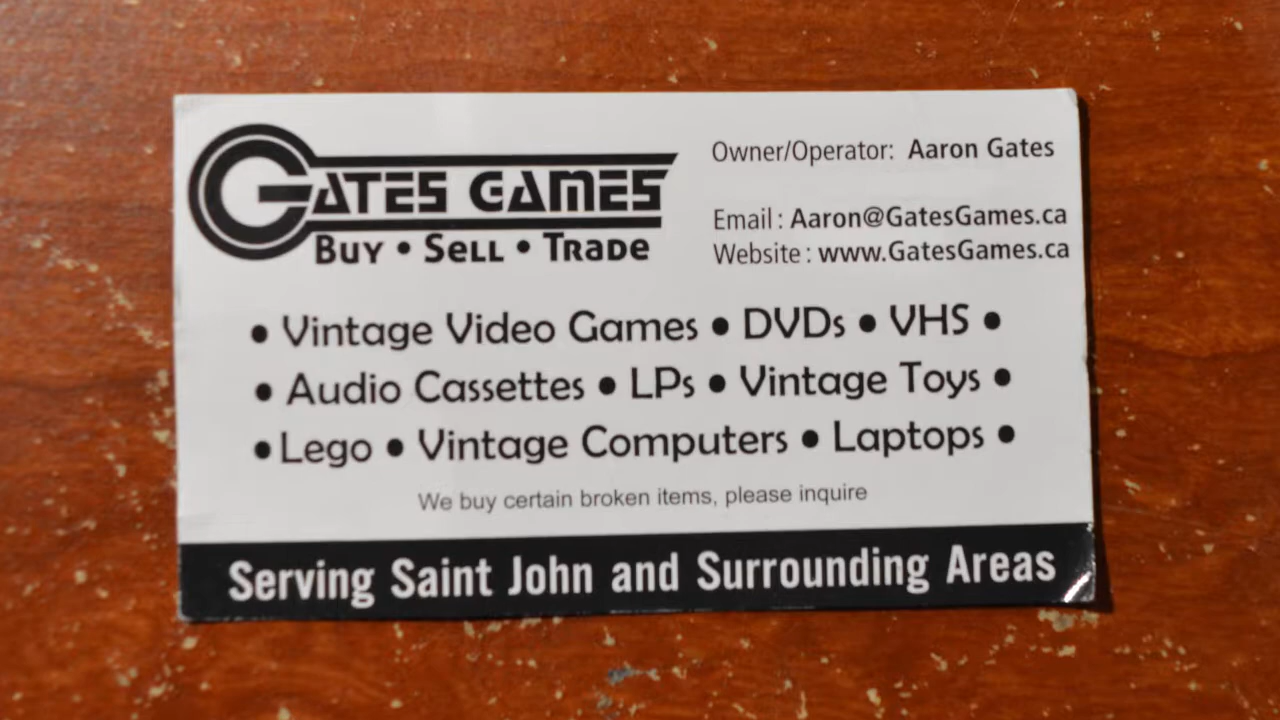 GATES GAMES
BUY • SELL • TRADE
Owner/Operator: Aaron Gates
Email : Aaron@GatesGames.ca
Website : www.GatesGames.ca
• Vintage Video Games • DVDs • VHS •
• Audio Cassettes • LPs • Vintage Toys •
• Lego • Vintage Computers • Laptops •
We buy certain broken items, please inquire
Serving Saint John and Surrounding Areas